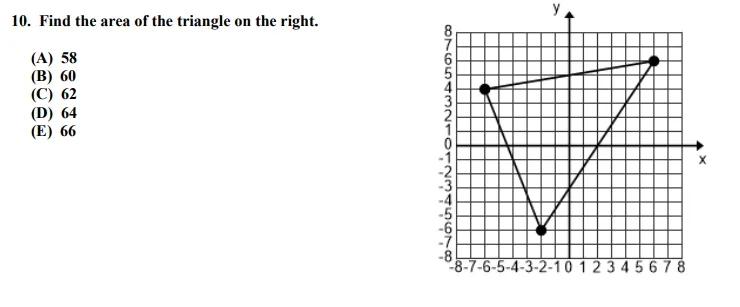 10. Find the area of the triangle on the right.
(A) 58
(B) 60
(C) 62
(D) 64
(E) 66
y
8
7
6
5
4
3
2
1
0
-1
-2
-3
-4
-5
-6
-7
-8
x
-8-7-6-5-4-3-2-1 0 1 2 3 4 5 6 7 8